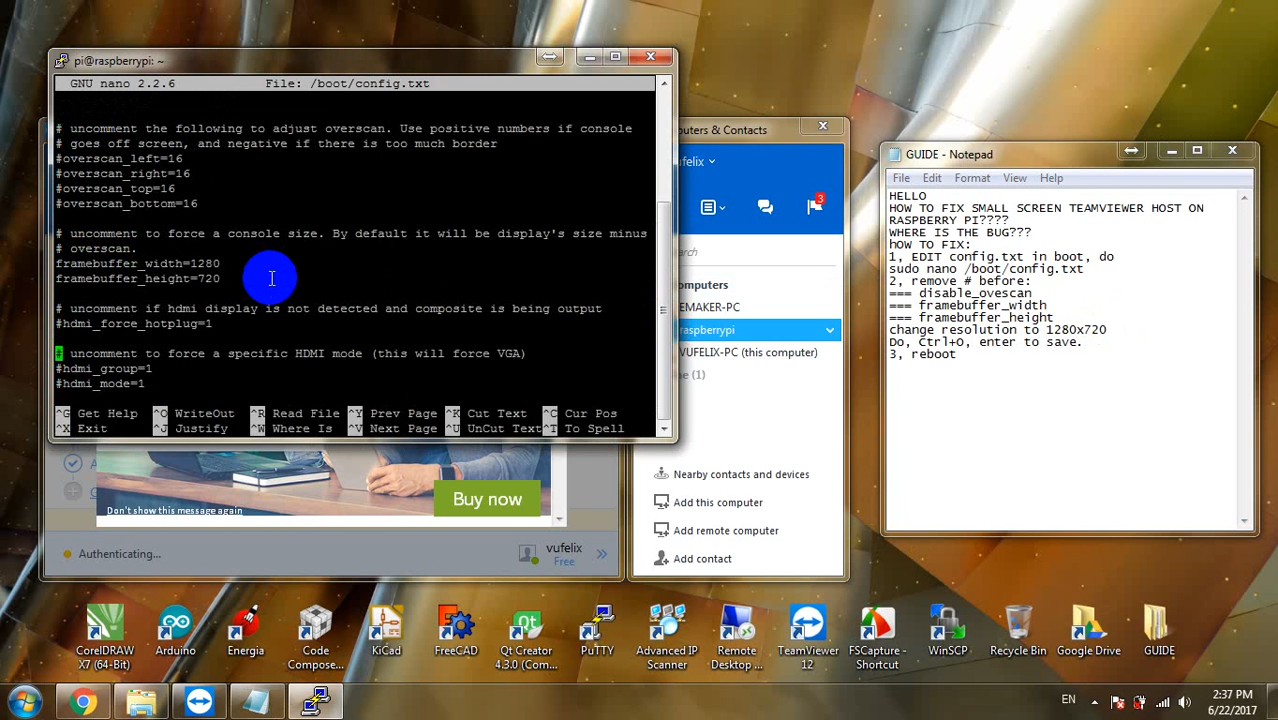 pi@raspberrypi: ~
GNU nano 2.2.6 File: /boot/config.txt
# uncomment the following to adjust overscan. Use positive numbers if console
# goes off screen, and negative if there is too much border
#overscan_left=16
#overscan_right=16
#overscan_top=16
#overscan_bottom=16
# uncomment to force a console size. By default it will be display's size minus
# overscan.
framebuffer_width=1280
framebuffer_height=720
# uncomment if hdmi display is not detected and composite is being output
#hdmi_force_hotplug=1
# uncomment to force a specific HDMI mode (this will force VGA)
#hdmi_group=1
#hdmi_mode=1
^G Get Help ^O WriteOut ^R Read File ^Y Prev Page ^K Cut Text ^C Cur Pos
^X Exit ^J Justify ^W Where Is ^V Next Page ^U UnCut Text ^T To Spell
Don't show this message again
Buy now
Authenticating...
vufelix
Free
& Contacts
ufelix
3
arch
omputers
EMAKER-PC
raspberrypi
VUFELIX-PC (this computer)
ne (1)
Nearby contacts and devices
Add this computer
Add remote computer
Add contact
GUIDE - Notepad
File Edit Format View Help
HELLO
HOW TO FIX SMALL SCREEN TEAMVIEWER HOST ON
RASPBERRY PI????
WHERE IS THE BUG???
hOW TO FIX:
1, EDIT config.txt in boot, do
sudo nano /boot/config.txt
2, remove # before:
=== disable_ovescan
=== framebuffer_width
=== framebuffer_height
change resolution to 1280x720
Do, Ctrl+O, enter to save.
3, reboot
CorelDRAW X7 (64-Bit)
Arduino
Energia
Code Compose...
KiCad
FreeCAD
Qt Creator 4.3.0 (Com...
PuTTY
Advanced IP Scanner
Remote Desktop ...
TeamViewer 12
FSCapture - Shortcut
WinSCP
Recycle Bin
Google Drive
GUIDE
EN
2:37 PM
6/22/2017